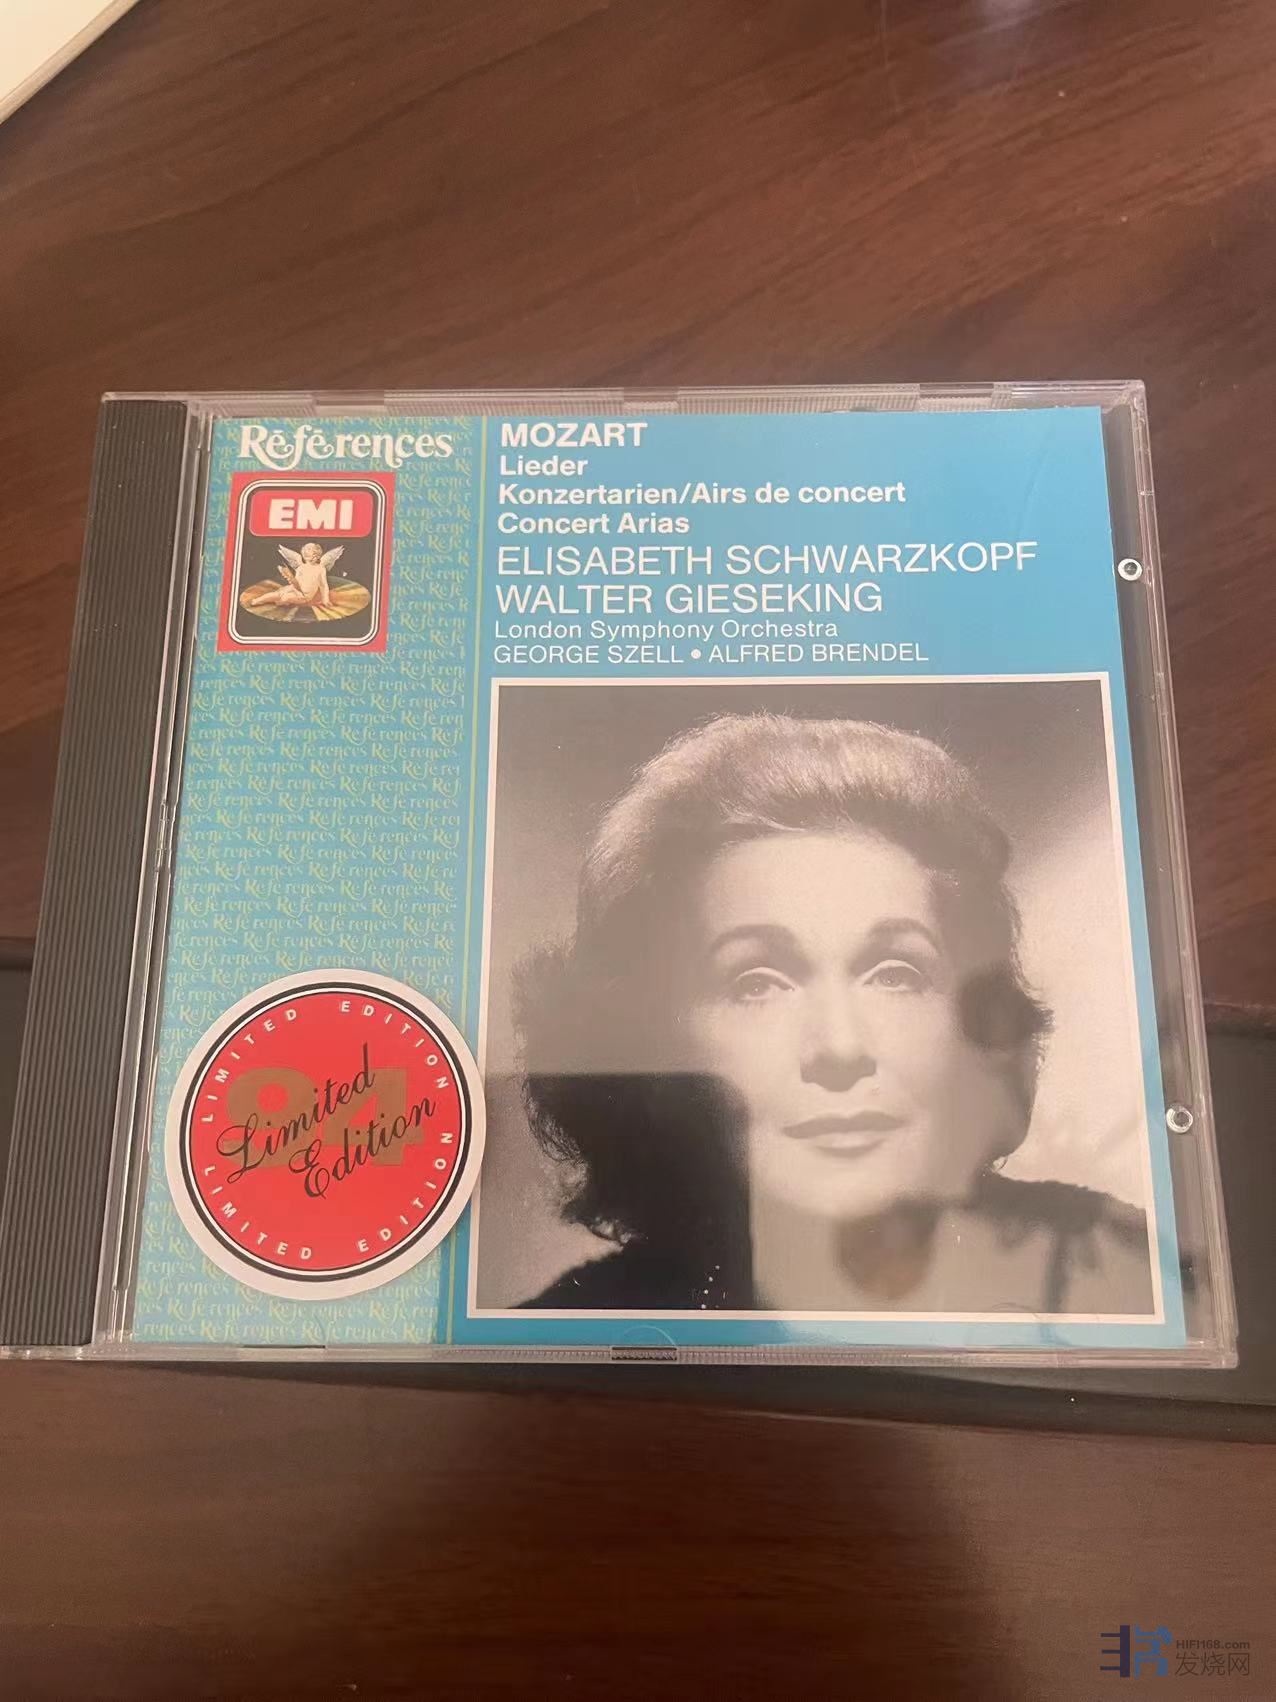 Références
EMI
MOZART
Lieder
Konzertarien/Airs de concert
Concert Arias
ELISABETH SCHWARZKOPF
WALTER GIESEKING
London Symphony Orchestra
GEORGE SZELL • ALFRED BRENDEL
LIMITED EDITION
94
Limited
Edition
LIMITED EDITION
HIFI168.com
发烧网